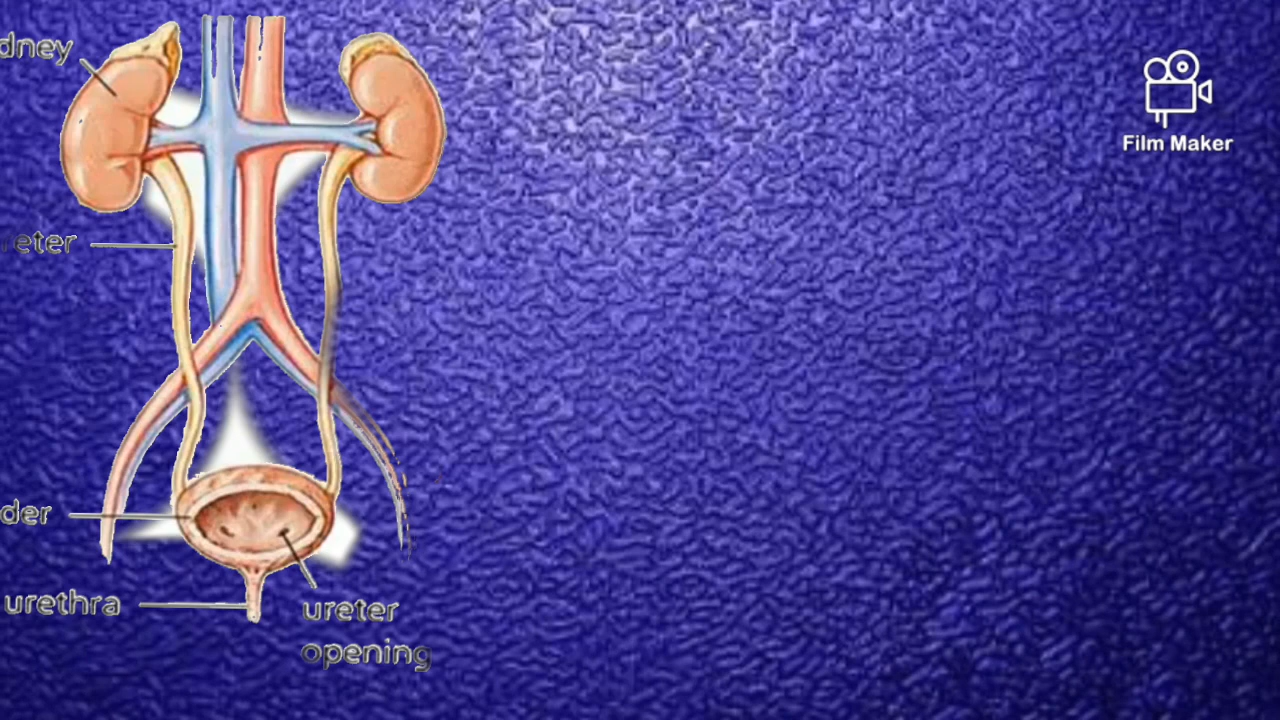 dney
reter
der
urethra
ureter
opening
Film Maker